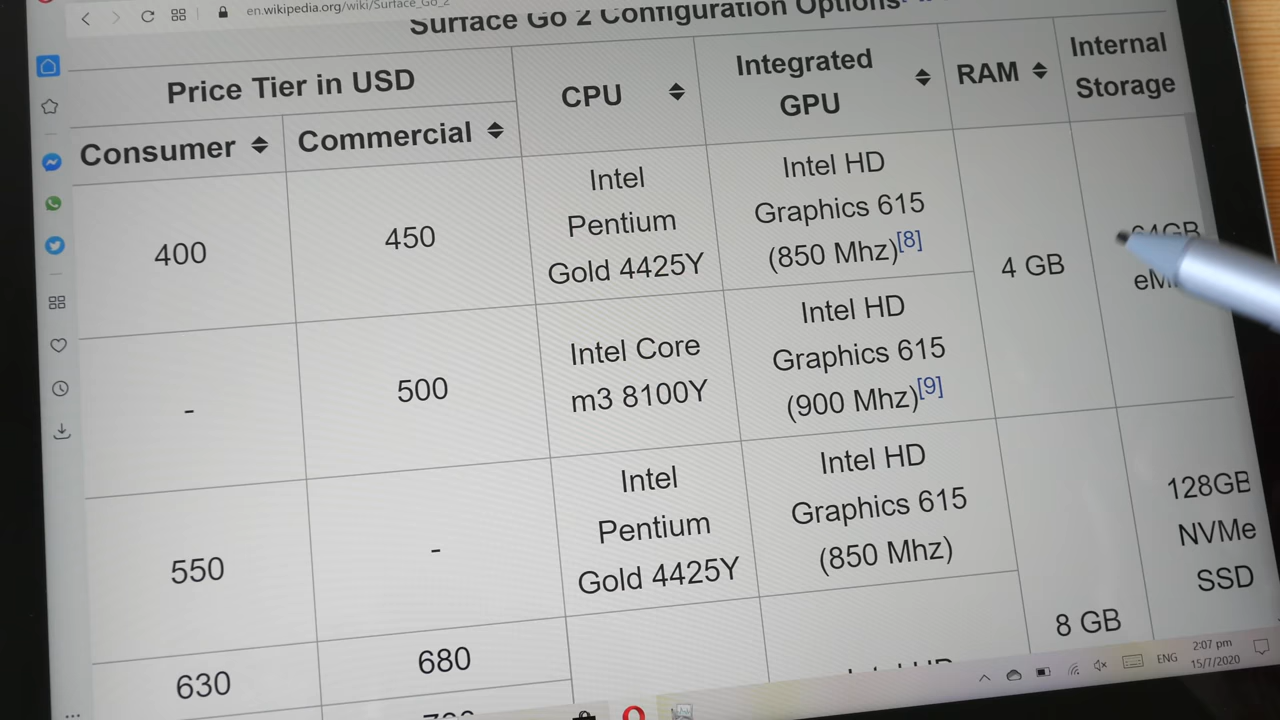 en.wikipedia.org/wiki/Surface_Go_2
Surface Go 2 Configuration Options
Price Tier in USD
Consumer
Commercial
CPU
Integrated
GPU
RAM
Internal
Storage
400
450
Intel
Pentium
Gold 4425Y
Intel HD
Graphics 615
(850 Mhz)[8]
4 GB
64GB
-
500
Intel Core
m3 8100Y
Intel HD
Graphics 615
(900 Mhz)[9]
550
-
Intel
Pentium
Gold 4425Y
Intel HD
Graphics 615
(850 Mhz)
8 GB
128GB
NVMe
SSD
630
680
ENG
2:07 pm
15/7/2020